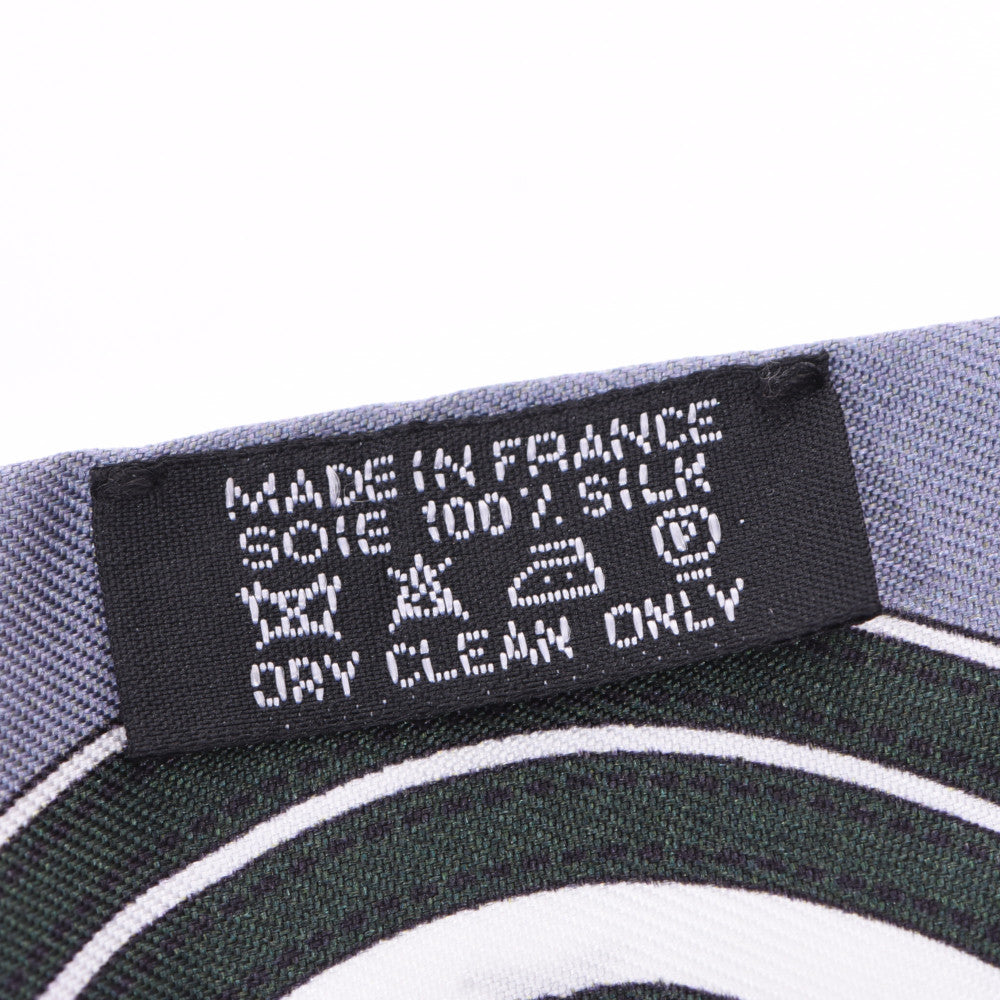 MADE IN FRANCE
SOIE 100% SILK
P
DRY CLEAN ONLY